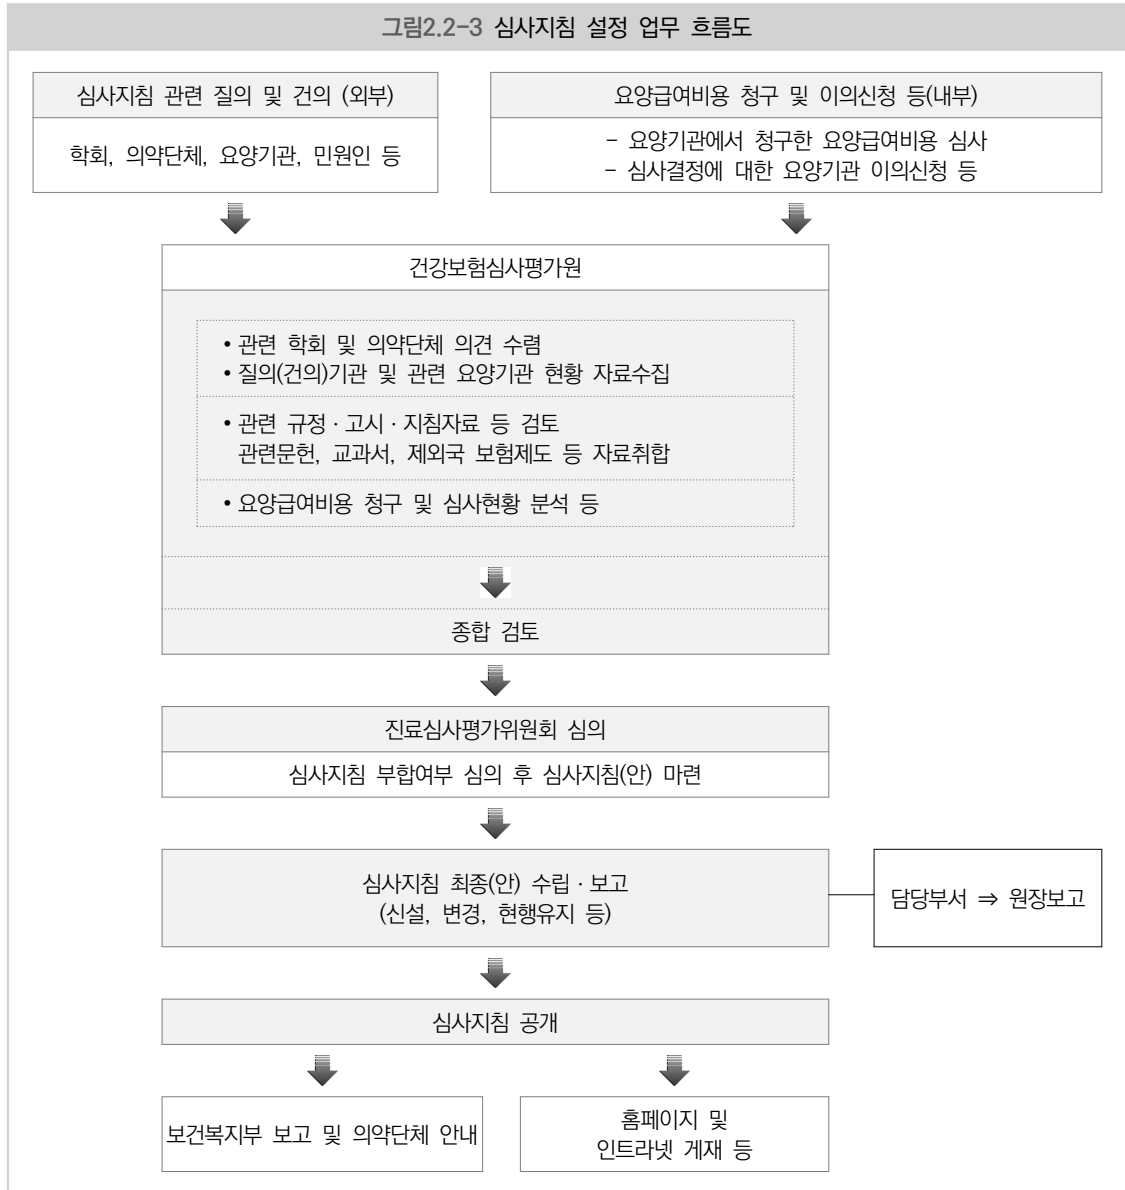 그림2.2-3 심사지침 설정 업무 흐름도
심사지침 관련 질의 및 건의 (외부)
학회, 의약단체, 요양기관, 민원인 등
요양급여비용 청구 및 이의신청 등(내부)
- 요양기관에서 청구한 요양급여비용 심사
- 심사결정에 대한 요양기관 이의신청 등
건강보험심사평가원
• 관련 학회 및 의약단체 의견 수렴
• 질의(건의)기관 및 관련 요양기관 현황 자료수집
• 관련 규정 · 고시 · 지침자료 등 검토
관련문헌, 교과서, 제외국 보험제도 등 자료취합
• 요양급여비용 청구 및 심사현황 분석 등
종합 검토
진료심사평가위원회 심의
심사지침 부합여부 심의 후 심사지침(안) 마련
심사지침 최종(안) 수립 · 보고
(신설, 변경, 현행유지 등)
담당부서 ⇒ 원장보고
심사지침 공개
보건복지부 보고 및 의약단체 안내
홈페이지 및
인트라넷 게재 등